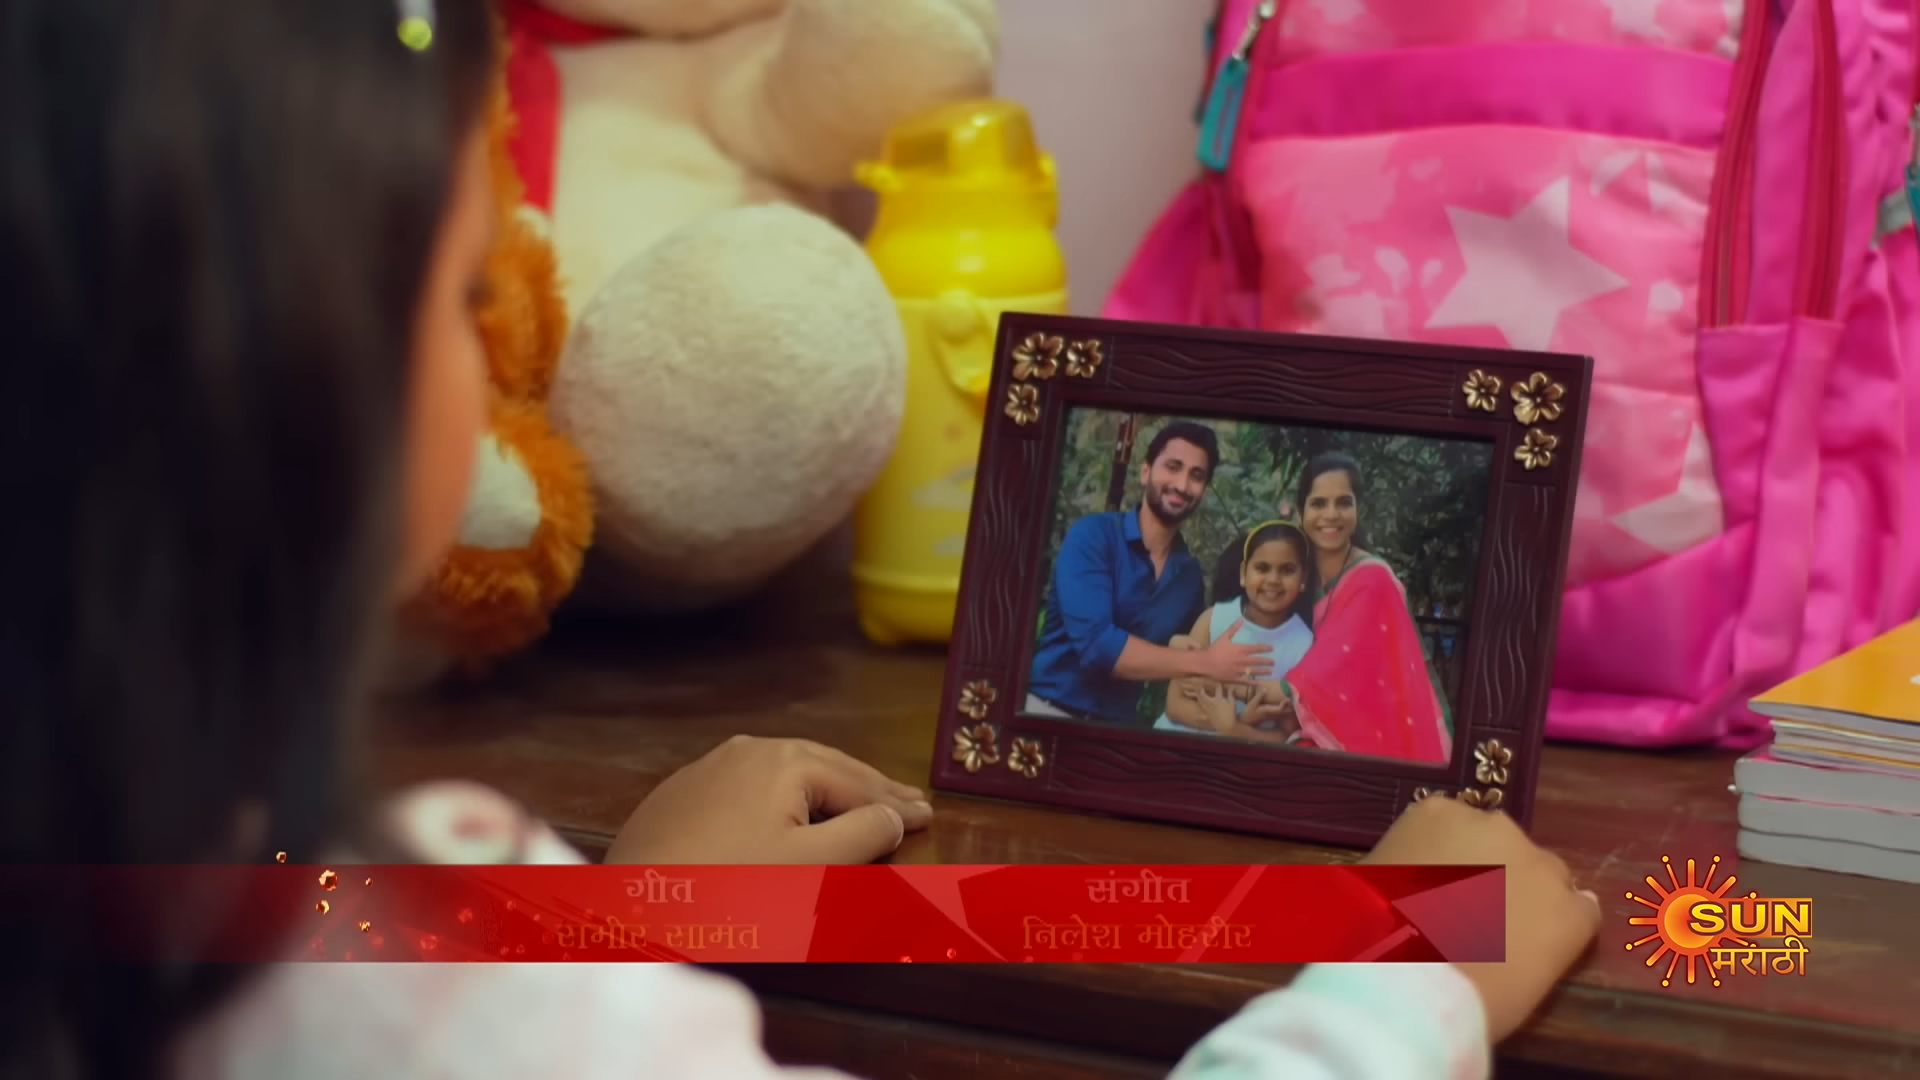 गीत
समीर सामंत
संगीत
निलेश मोहरीर
SUN
मराठी